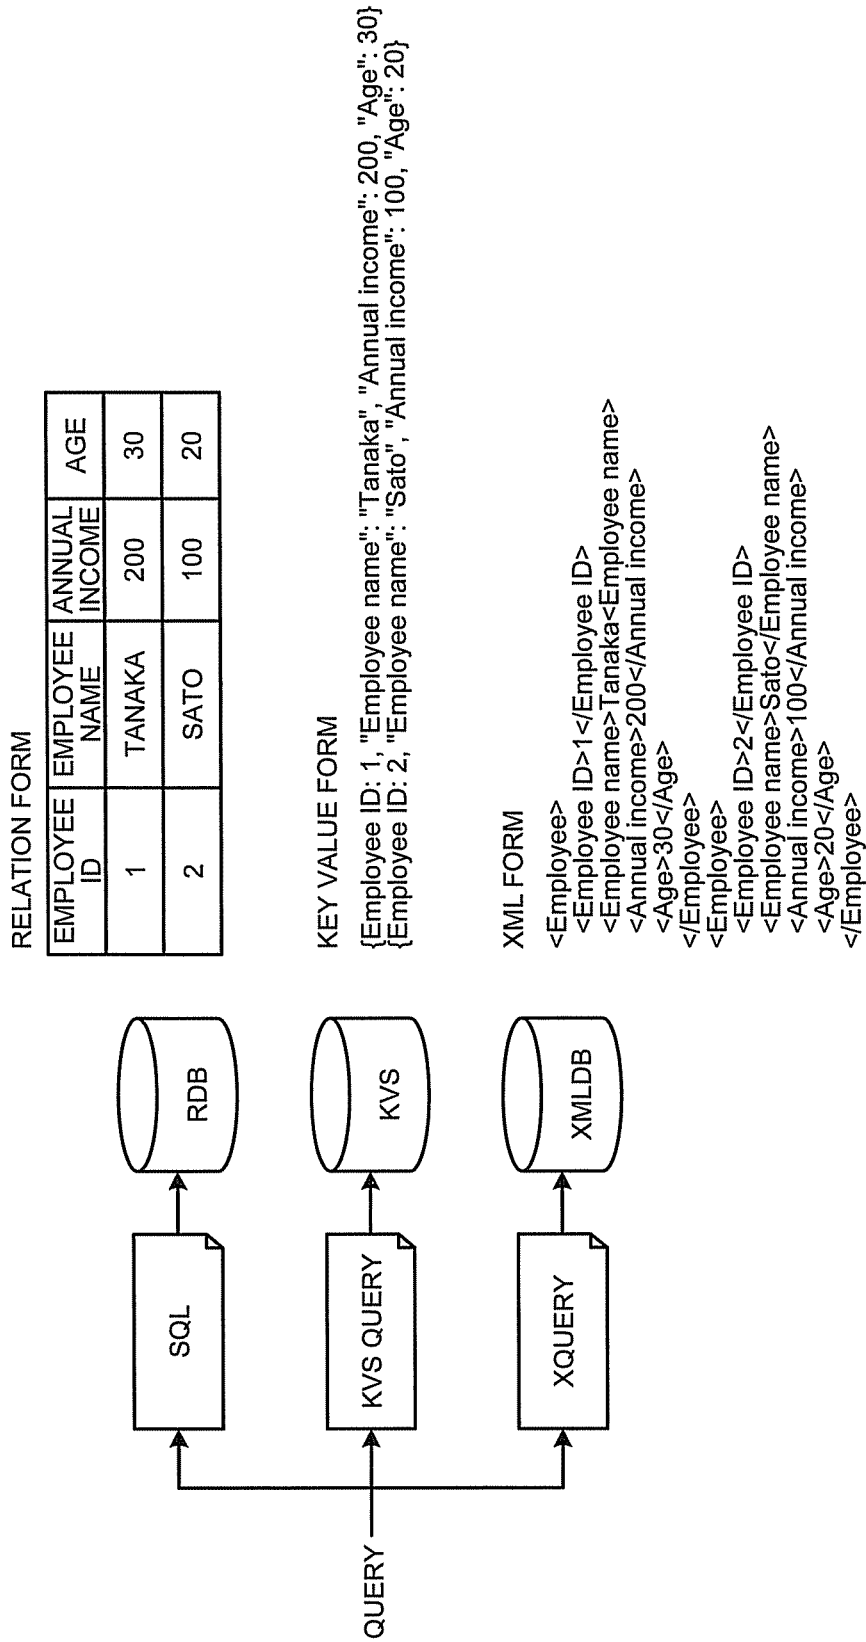 QUERY
SQL
RDB
RELATION FORM
EMPLOYEE ID EMPLOYEE NAME ANNUAL INCOME AGE
1 TANAKA 200 30
2 SATO 100 20
KVS QUERY
KVS
KEY VALUE FORM
{Employee ID: 1, "Employee name": "Tanaka", "Annual income": 200, "Age": 30}
{Employee ID: 2, "Employee name": "Sato", "Annual income": 100, "Age": 20}
XQUERY
XMLDB
XML FORM
<Employee>
<Employee ID>1</Employee ID>
<Employee name>Tanaka<Employee name>
<Annual income>200</Annual income>
<Age>30</Age>
</Employee>
<Employee>
<Employee ID>2</Employee ID>
<Employee name>Sato</Employee name>
<Annual income>100</Annual income>
<Age>20</Age>
</Employee>